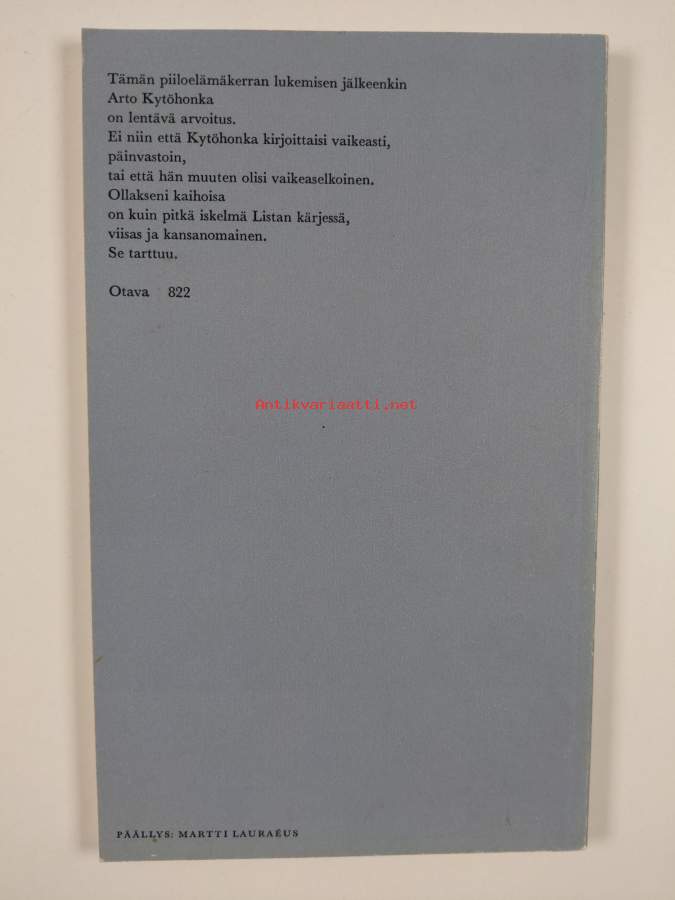 Tämän piiloelämäkerran lukemisen jälkeenkin
Arto Kytöhonka
on lentävä arvoitus.
Ei niin että Kytöhonka kirjoittaisi vaikeasti,
päinvastoin,
tai että hän muuten olisi vaikeaselkoinen.
Ollakseni kaihoisa
on kuin pitkä iskelmä Listan kärjessä,
viisas ja kansanomainen.
Se tarttuu.
Otava 822
Antikvariaatti.net
PÄÄLLYS: MARTTI LAURAÉUS